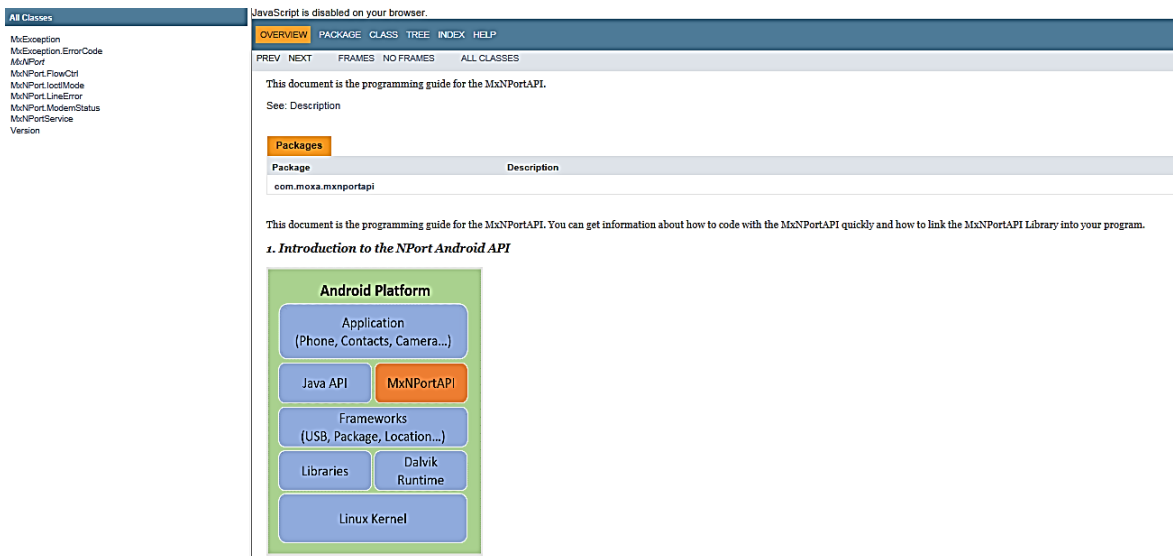 All Classes
MxException
MxException.ErrorCode
MxNPort
MxNPort.FlowCtrl
MxNPort.IoctlMode
MxNPort.LineError
MxNPort.ModemStatus
MxNPortService
Version
JavaScript is disabled on your browser.
OVERVIEW PACKAGE CLASS TREE INDEX HELP
PREV NEXT FRAMES NO FRAMES ALL CLASSES
This document is the programming guide for the MxNPortAPI.
See: Description
Packages
Package Description
com.moxa.mxnportapi
This document is the programming guide for the MxNPortAPI. You can get information about how to code with the MxNPortAPI quickly and how to link the MxNPortAPI Library into your program.
1. Introduction to the NPort Android API
Android Platform
Application
(Phone, Contacts, Camera...)
Java API
MxNPortAPI
Frameworks
(USB, Package, Location...)
Libraries
Dalvik
Runtime
Linux Kernel